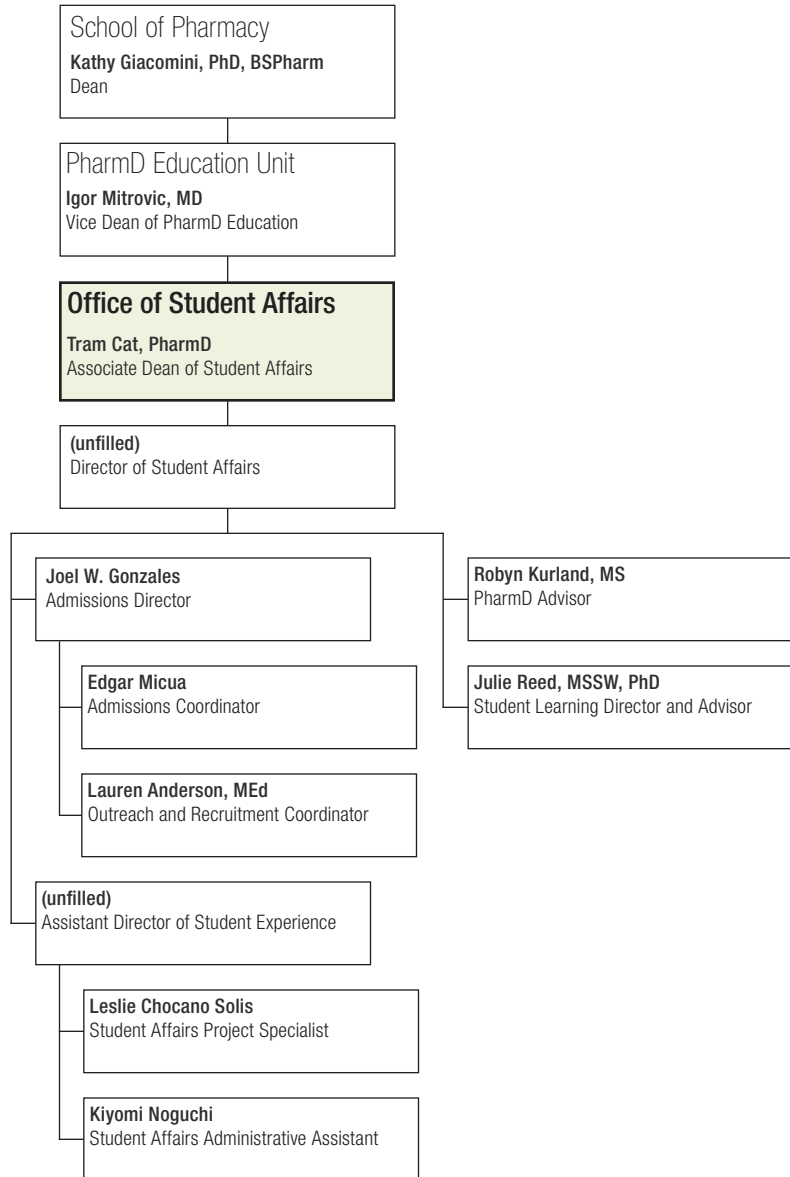 School of Pharmacy
Kathy Giacomini, PhD, BSPharm
Dean
PharmD Education Unit
Igor Mitrovic, MD
Vice Dean of PharmD Education
Office of Student Affairs
Tram Cat, PharmD
Associate Dean of Student Affairs
(unfilled)
Director of Student Affairs
Joel W. Gonzales
Admissions Director
Edgar Micua
Admissions Coordinator
Lauren Anderson, MEd
Outreach and Recruitment Coordinator
(unfilled)
Assistant Director of Student Experience
Leslie Chocano Solis
Student Affairs Project Specialist
Kiyomi Noguchi
Student Affairs Administrative Assistant
Robyn Kurland, MS
PharmD Advisor
Julie Reed, MSSW, PhD
Student Learning Director and Advisor